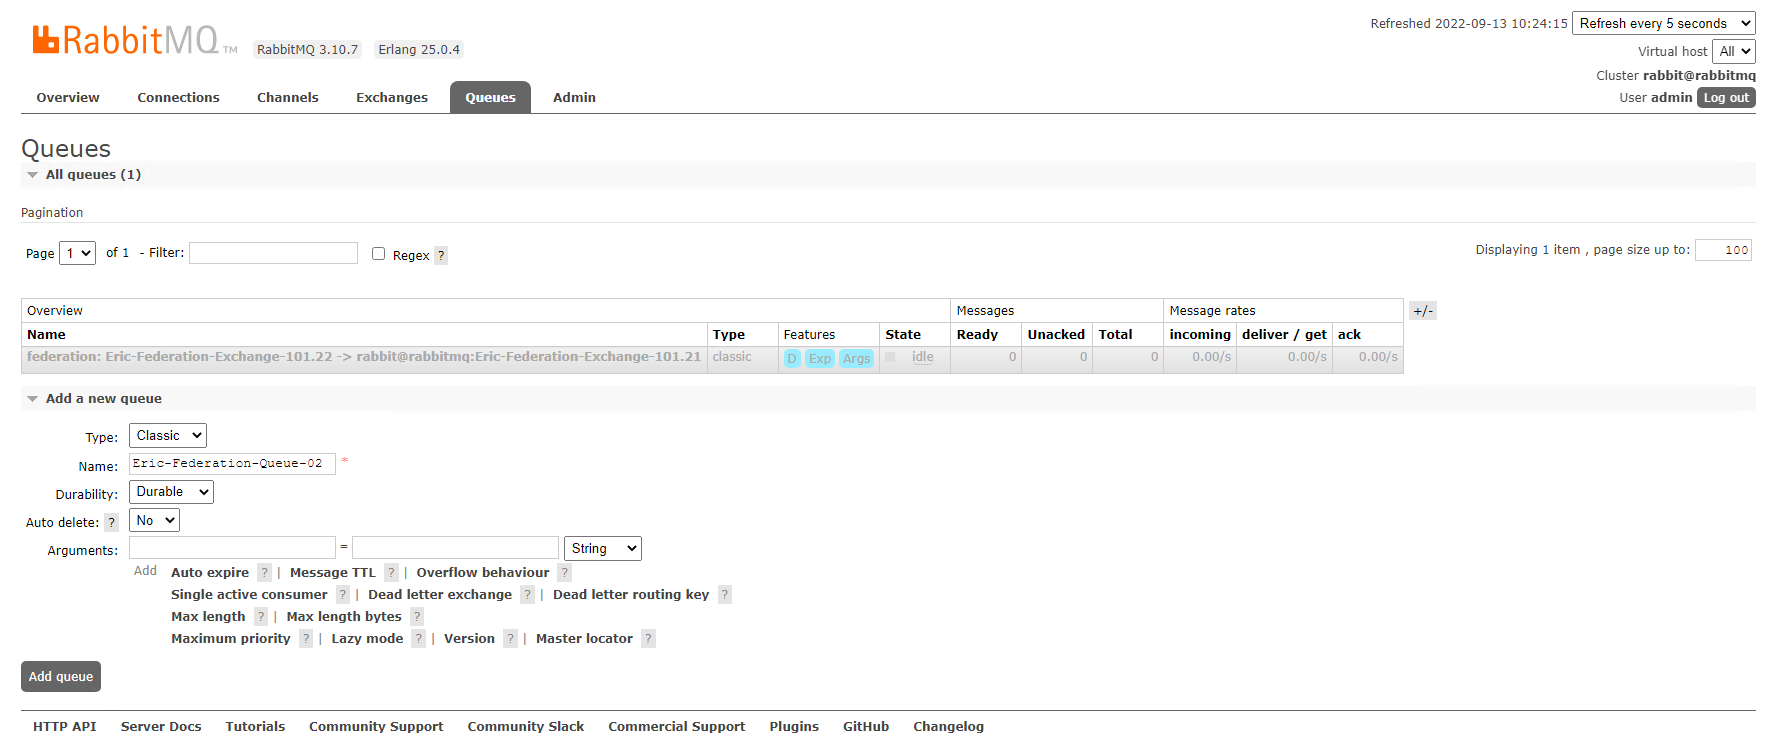 Refreshed 2022-09-13 10:24:15 Refresh every 5 seconds
RabbitMQ TM RabbitMQ 3.10.7 Erlang 25.0.4
Virtual host All
Cluster rabbit@rabbitmq
User admin Log out
Overview Connections Channels Exchanges Queues Admin
Queues
All queues (1)
Pagination
Page 1 of 1 - Filter: Regex ? Displaying 1 item , page size up to: 100
Overview Messages Message rates +/-
Name Type Features State Ready Unacked Total incoming deliver / get ack
federation: Eric-Federation-Exchange-101.22 -> rabbit@rabbitmq:Eric-Federation-Exchange-101.21 classic D Exp Args idle 0 0 0 0.00/s 0.00/s 0.00/s
Add a new queue
Type: Classic
Name: Eric-Federation-Queue-02 *
Durability: Durable
Auto delete: ? No
Arguments: = String
Add Auto expire ? | Message TTL ? | Overflow behaviour ?
Single active consumer ? | Dead letter exchange ? | Dead letter routing key ?
Max length ? | Max length bytes ?
Maximum priority ? | Lazy mode ? | Version ? | Master locator ?
Add queue
HTTP API Server Docs Tutorials Community Support Community Slack Commercial Support Plugins GitHub Changelog